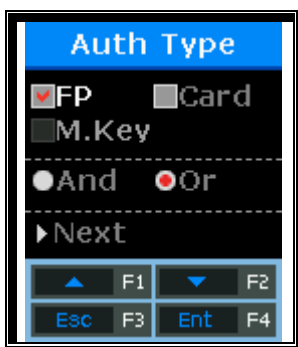 Auth Type
FP Card
M.Key
And Or
Next
F1 F2
Esc F3 Ent F4